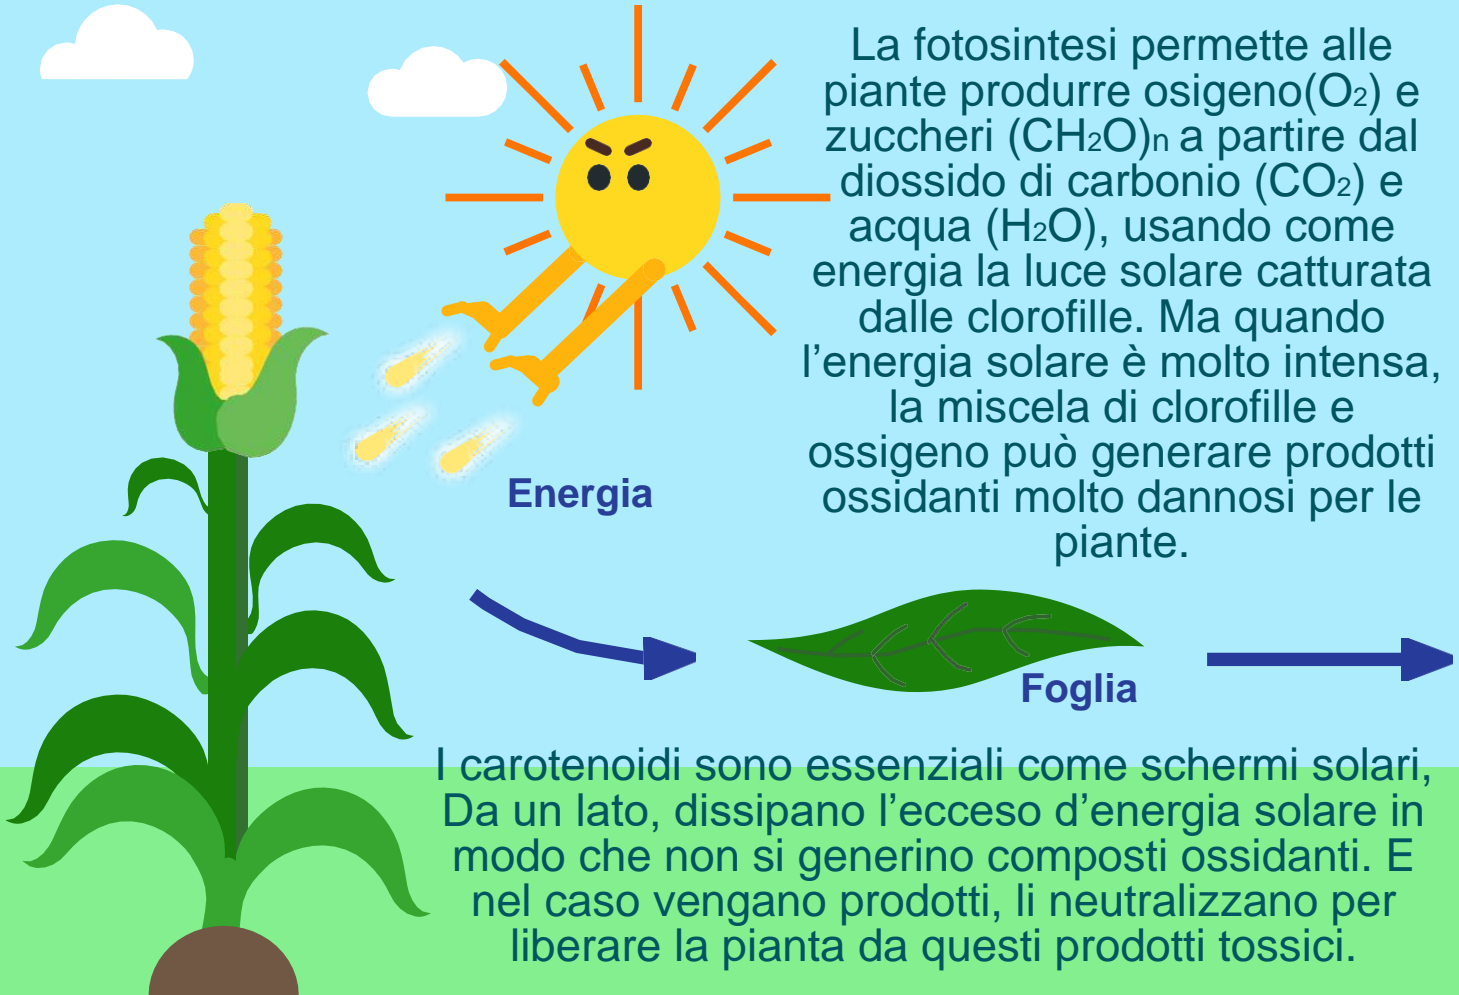 La fotosintesi permette alle
piante produrre osigeno(O₂) e
zuccheri (CH₂O)n a partire dal
diossido di carbonio (CO₂) e
acqua (H₂O), usando come
energia la luce solare catturata
dalle clorofille. Ma quando
l’energia solare è molto intensa,
la miscela di clorofille e
ossigeno può generare prodotti
ossidanti molto dannosi per le
piante.
Energia
Foglia
I carotenoidi sono essenziali come schermi solari,
Da un lato, dissipano l’ecceso d’energia solare in
modo che non si generino composti ossidanti. E
nel caso vengano prodotti, li neutralizzano per
liberare la pianta da questi prodotti tossici.